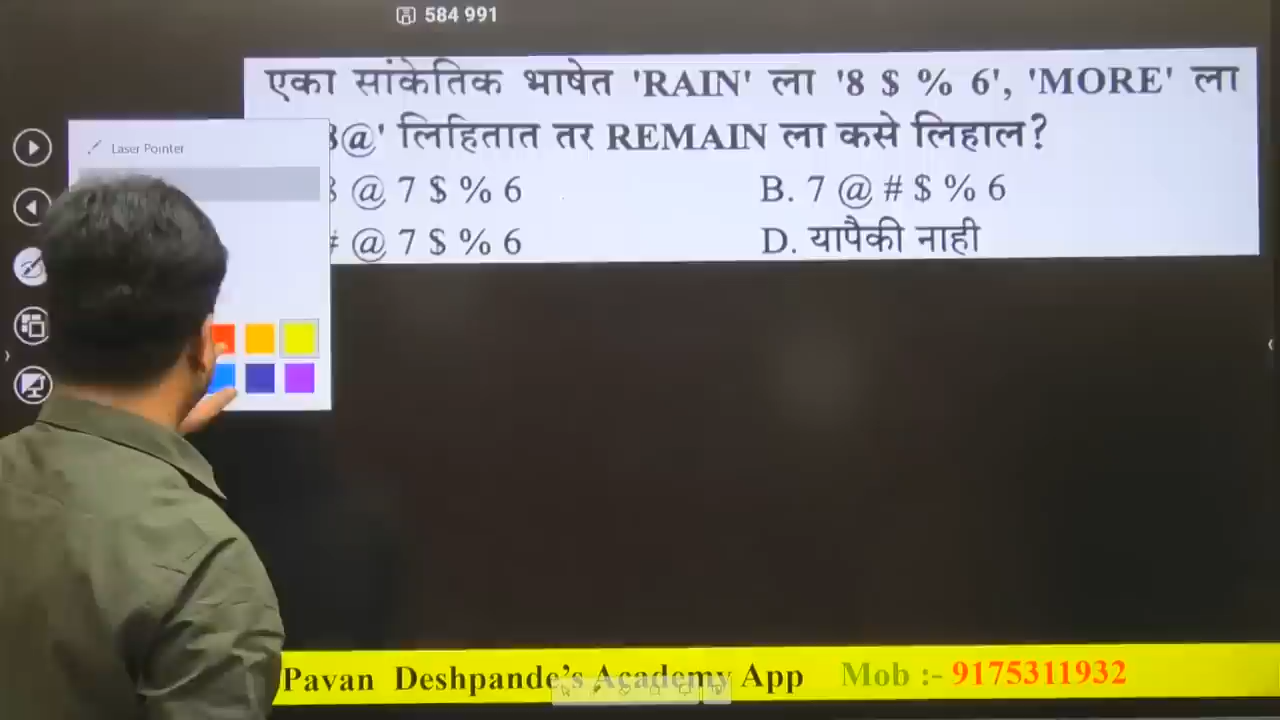 584 991
एका सांकेतिक भाषेत 'RAIN' ला '8 $ % 6', 'MORE' ला
@' लिहितात तर REMAIN ला कसे लिहाल?
@ 7 $ % 6
B. 7 @ # $ % 6
@ 7 $ % 6
D. यापैकी नाही
Laser Pointer
Pavan Deshpande's Academy App Mob :- 9175311932